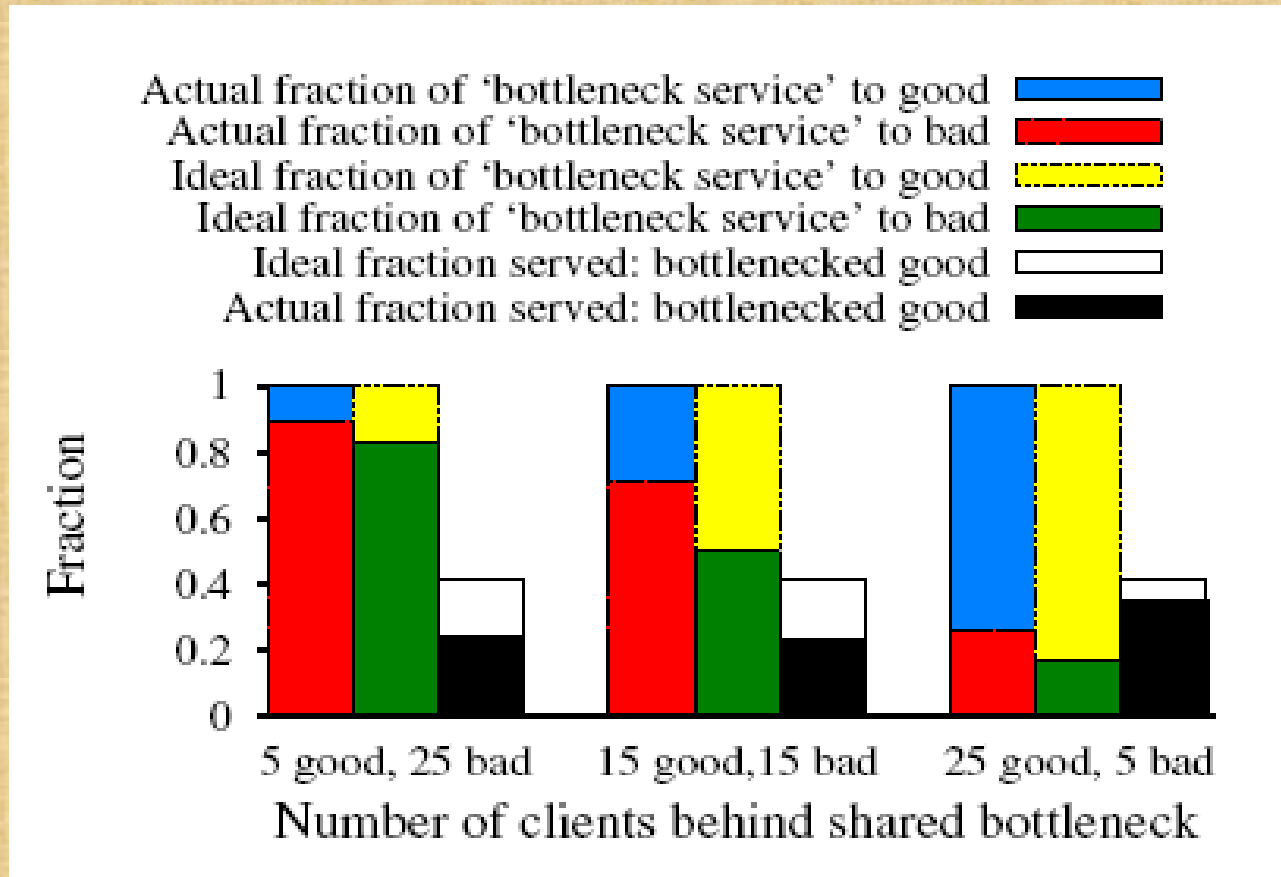 Actual fraction of ‘bottleneck service’ to good
Actual fraction of ‘bottleneck service’ to bad
Ideal fraction of ‘bottleneck service’ to good
Ideal fraction of ‘bottleneck service’ to bad
Ideal fraction served: bottlenecked good
Actual fraction served: bottlenecked good
1
0.8
0.6
0.4
0.2
0
Fraction
5 good, 25 bad
15 good,15 bad
25 good, 5 bad
Number of clients behind shared bottleneck